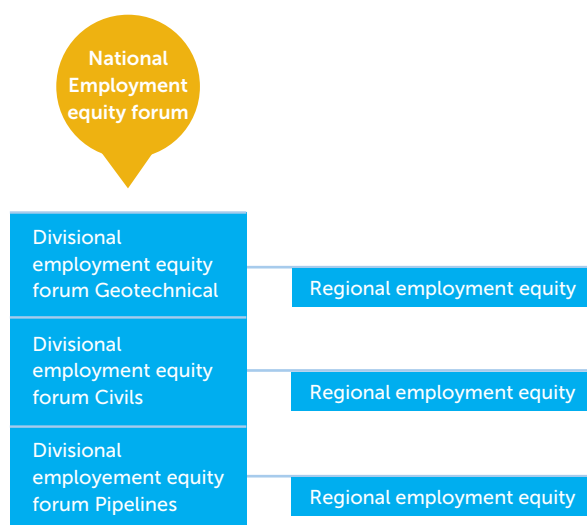 National
Employment
equity forum
Divisional
employment equity
forum Geotechnical
Regional employment equity
Divisional
employment equity
forum Civils
Regional employment equity
Divisional
employement equity
forum Pipelines
Regional employment equity